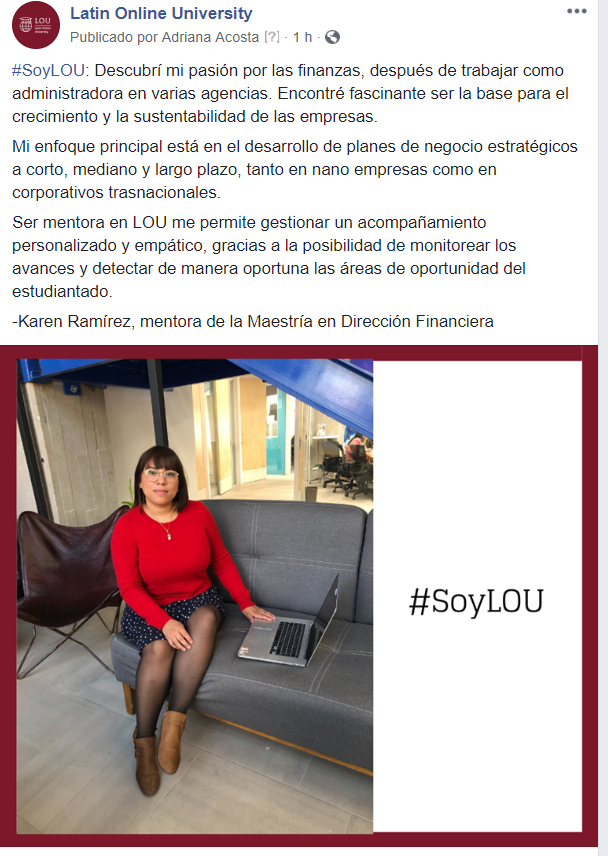 LOU
Latin Online University
Publicado por Adriana Acosta [?] · 1 h ·
#SoyLOU: Descubrí mi pasión por las finanzas, después de trabajar como
administradora en varias agencias. Encontré fascinante ser la base para el
crecimiento y la sustentabilidad de las empresas.
Mi enfoque principal está en el desarrollo de planes de negocio estratégicos
a corto, mediano y largo plazo, tanto en nano empresas como en
corporativos trasnacionales.
Ser mentora en LOU me permite gestionar un acompañamiento
personalizado y empático, gracias a la posibilidad de monitorear los
avances y detectar de manera oportuna las áreas de oportunidad del
estudiantado.
-Karen Ramírez, mentora de la Maestría en Dirección Financiera
#SoyLOU